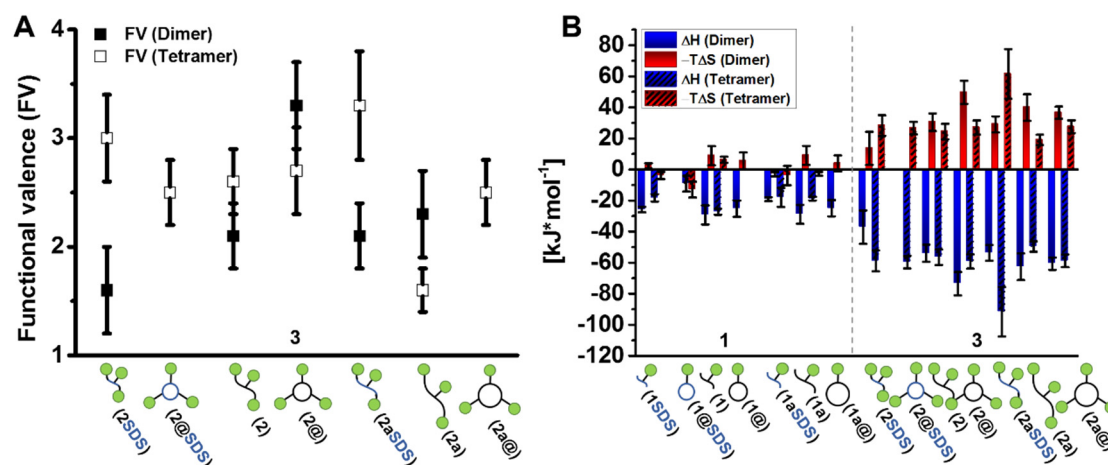 A
FV (Dimer)
FV (Tetramer)
Functional valence (FV)
4
3
2
1
3
(2SDS)
(2@SDS)
(2)
(2@)
(2aSDS)
(2a)
(2a@)
B
ΔH (Dimer)
−TΔS (Dimer)
ΔH (Tetramer)
−TΔS (Tetramer)
[kJ*mol⁻¹]
80
60
40
20
0
-20
-40
-60
-80
-100
-120
1
3
(1SDS)
(1@SDS)
(1)
(1@)
(1aSDS)
(1a)
(1a@)
(2SDS)
(2@SDS)
(2)
(2@)
(2aSDS)
(2a)
(2a@)